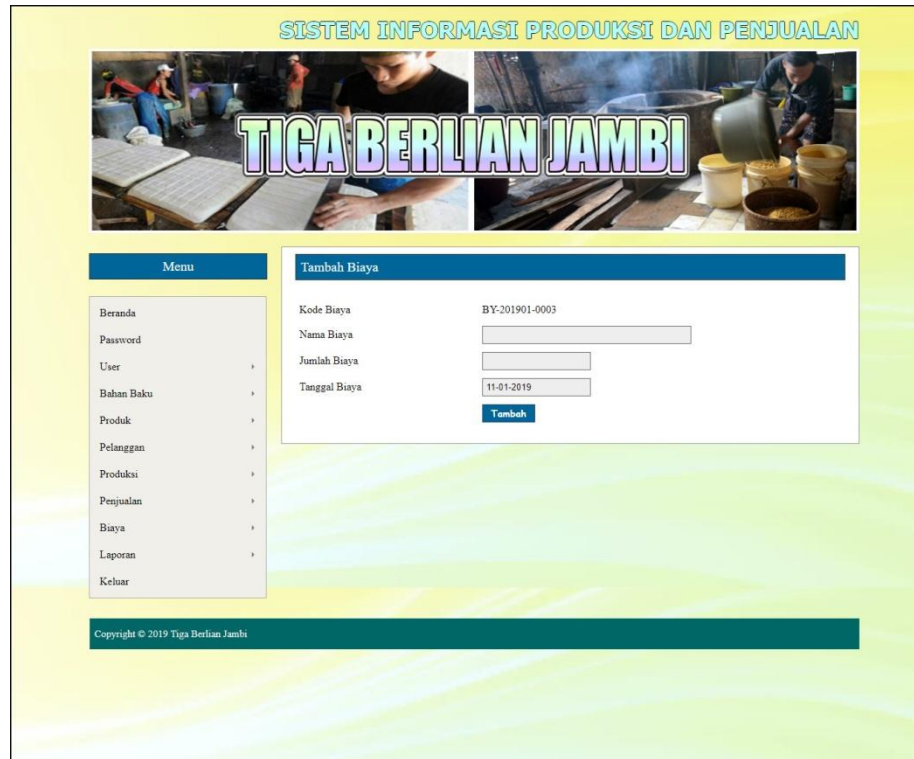 SISTEM INFORMASI PRODUKSI DAN PENJUALAN
TIGA BERLIAN JAMBI
Menu
Beranda
Password
User
Bahan Baku
Produk
Pelanggan
Produksi
Penjualan
Biaya
Laporan
Keluar
Tambah Biaya
Kode Biaya BY-201901-0003
Nama Biaya
Jumlah Biaya
Tanggal Biaya 11-01-2019
Tambah
Copyright © 2019 Tiga Berlian Jambi